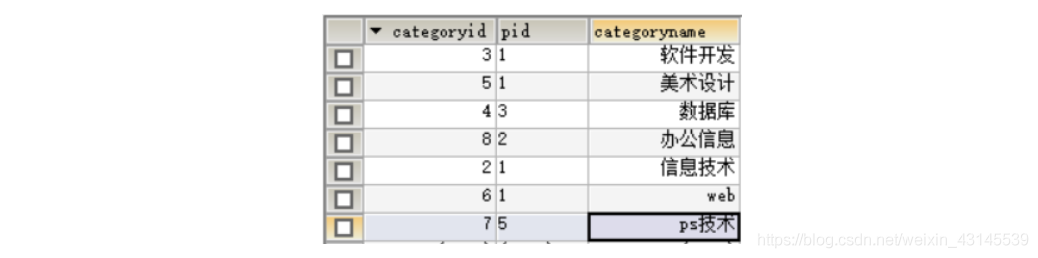 categoryid pid categoryname
3 1 软件开发
5 1 美术设计
4 3 数据库
8 2 办公信息
2 1 信息技术
6 1 web
7 5 ps技术
https://blog.csdn.net/weixin_43145539